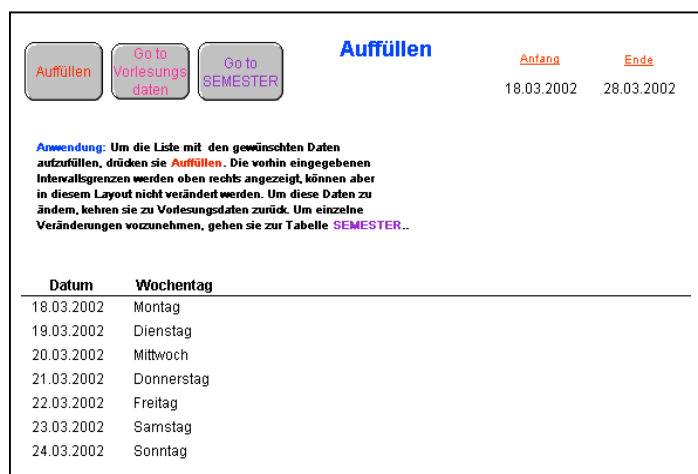 Auffüllen
Go to
Vorlesungs
daten
Go to
SEMESTER
Auffüllen
Anfang
Ende
18.03.2002
28.03.2002
Anwendung: Um die Liste mit den gewünschten Daten
aufzufüllen, drücken sie Auffüllen. Die vorhin eingegebenen
Intervallsgrenzen werden oben rechts angezeigt, können aber
in diesem Layout nicht verändert werden. Um diese Daten zu
ändern, kehren sie zu Vorlesungsdaten zurück. Um einzelne
Veränderungen vorzunehmen, gehen sie zur Tabelle SEMESTER..
Datum Wochentag
18.03.2002 Montag
19.03.2002 Dienstag
20.03.2002 Mittwoch
21.03.2002 Donnerstag
22.03.2002 Freitag
23.03.2002 Samstag
24.03.2002 Sonntag